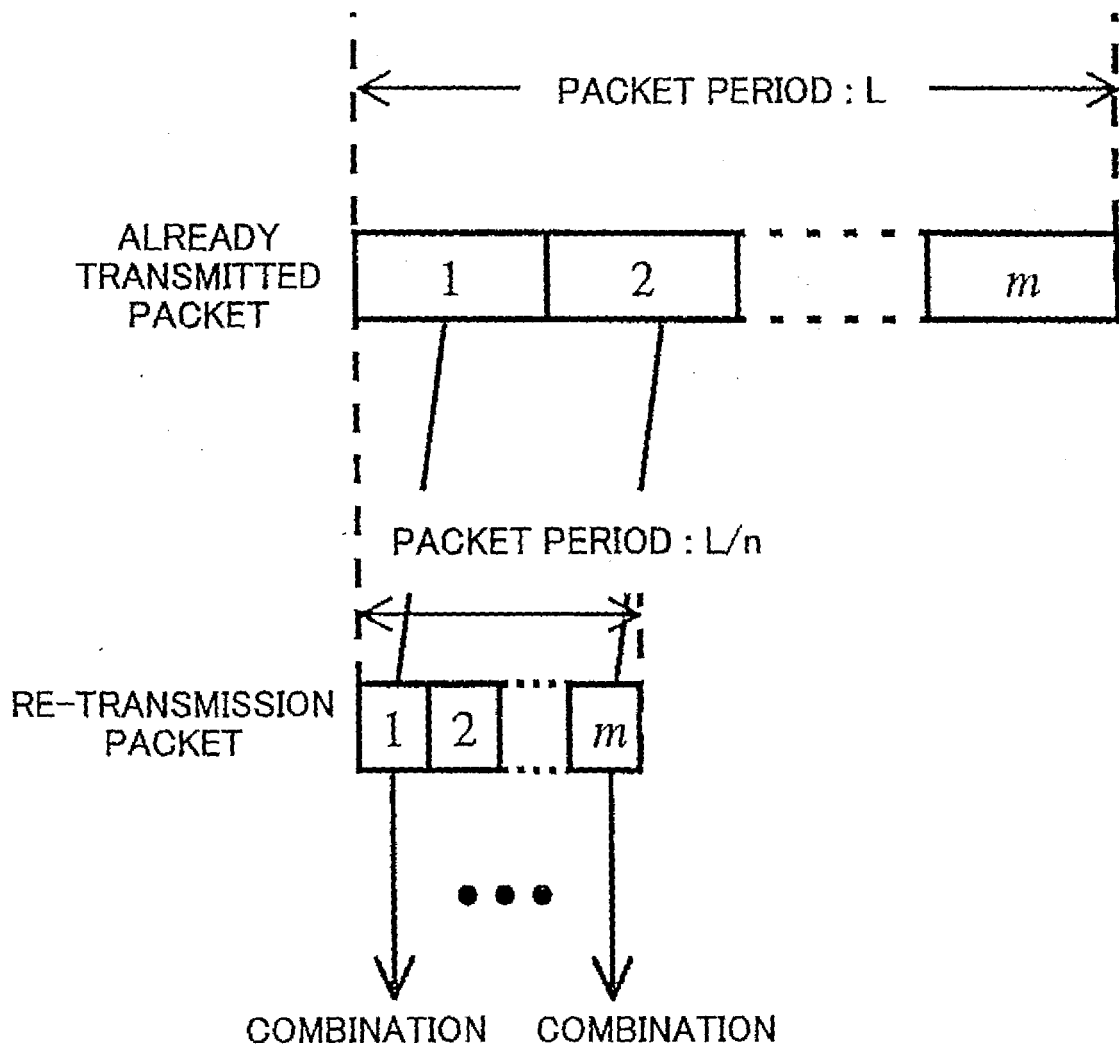 PACKET PERIOD : L
ALREADY
TRANSMITTED
PACKET
1 2 m
PACKET PERIOD : L/n
RE-TRANSMISSION
PACKET
1 2 m
COMBINATION COMBINATION